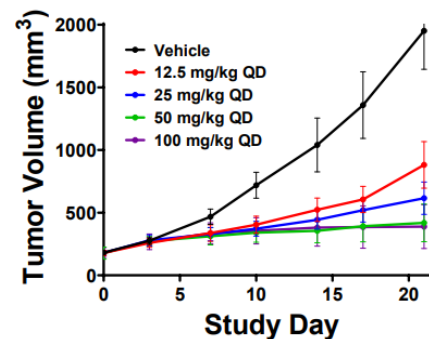 Tumor Volume (mm³)
2000
1500
1000
500
0
Vehicle
12.5 mg/kg QD
25 mg/kg QD
50 mg/kg QD
100 mg/kg QD
0 5 10 15 20
Study Day